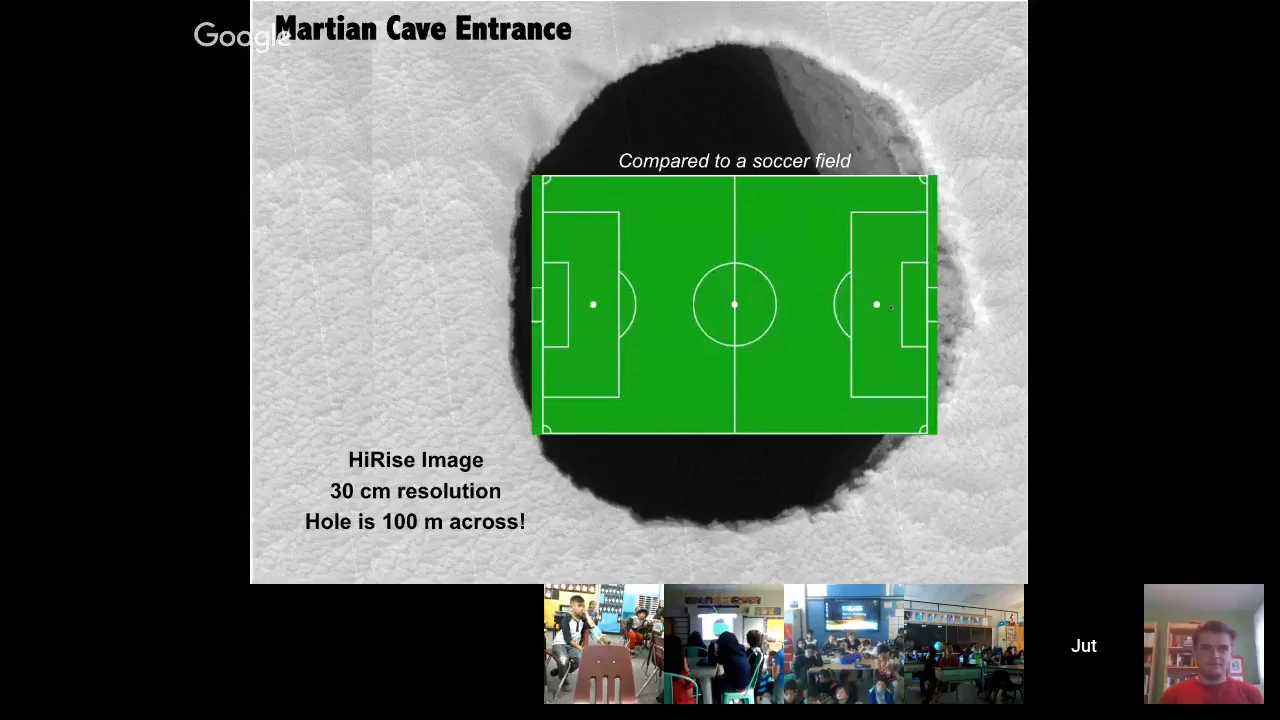 Google
Martian Cave Entrance
Compared to a soccer field
HiRise Image
30 cm resolution
Hole is 100 m across!
Jut